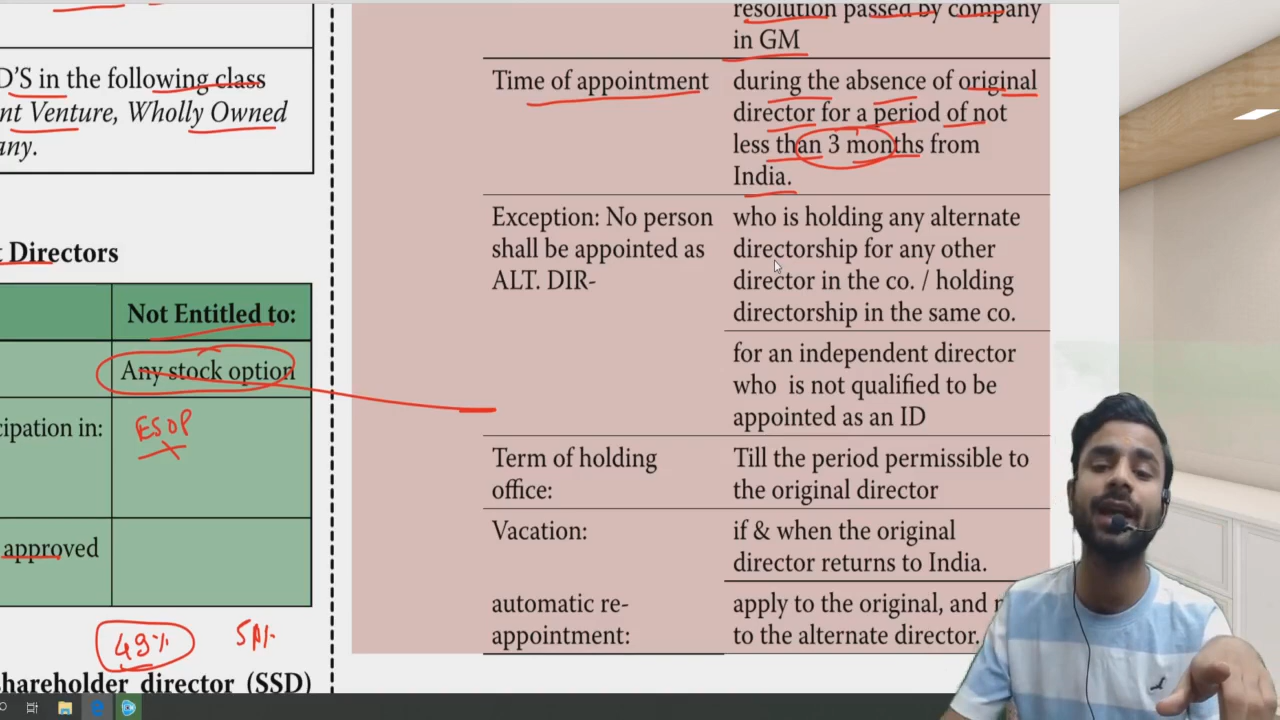 D'S in the following class
nt Venture, Wholly Owned
any.
t Directors
Not Entitled to:
Any stock option
cipation in:
ESOP
approved
49%
shareholder director (SSD)
resolution passed by company
in GM
Time of appointment
during the absence of original
director for a period of not
less than 3 months from
India.
Exception: No person
shall be appointed as
ALT. DIR-
who is holding any alternate
directorship for any other
director in the co. / holding
directorship in the same co.
for an independent director
who is not qualified to be
appointed as an ID
Term of holding
office:
Till the period permissible to
the original director
Vacation:
if & when the original
director returns to India.
automatic re-
appointment:
apply to the original, and
to the alternate director.